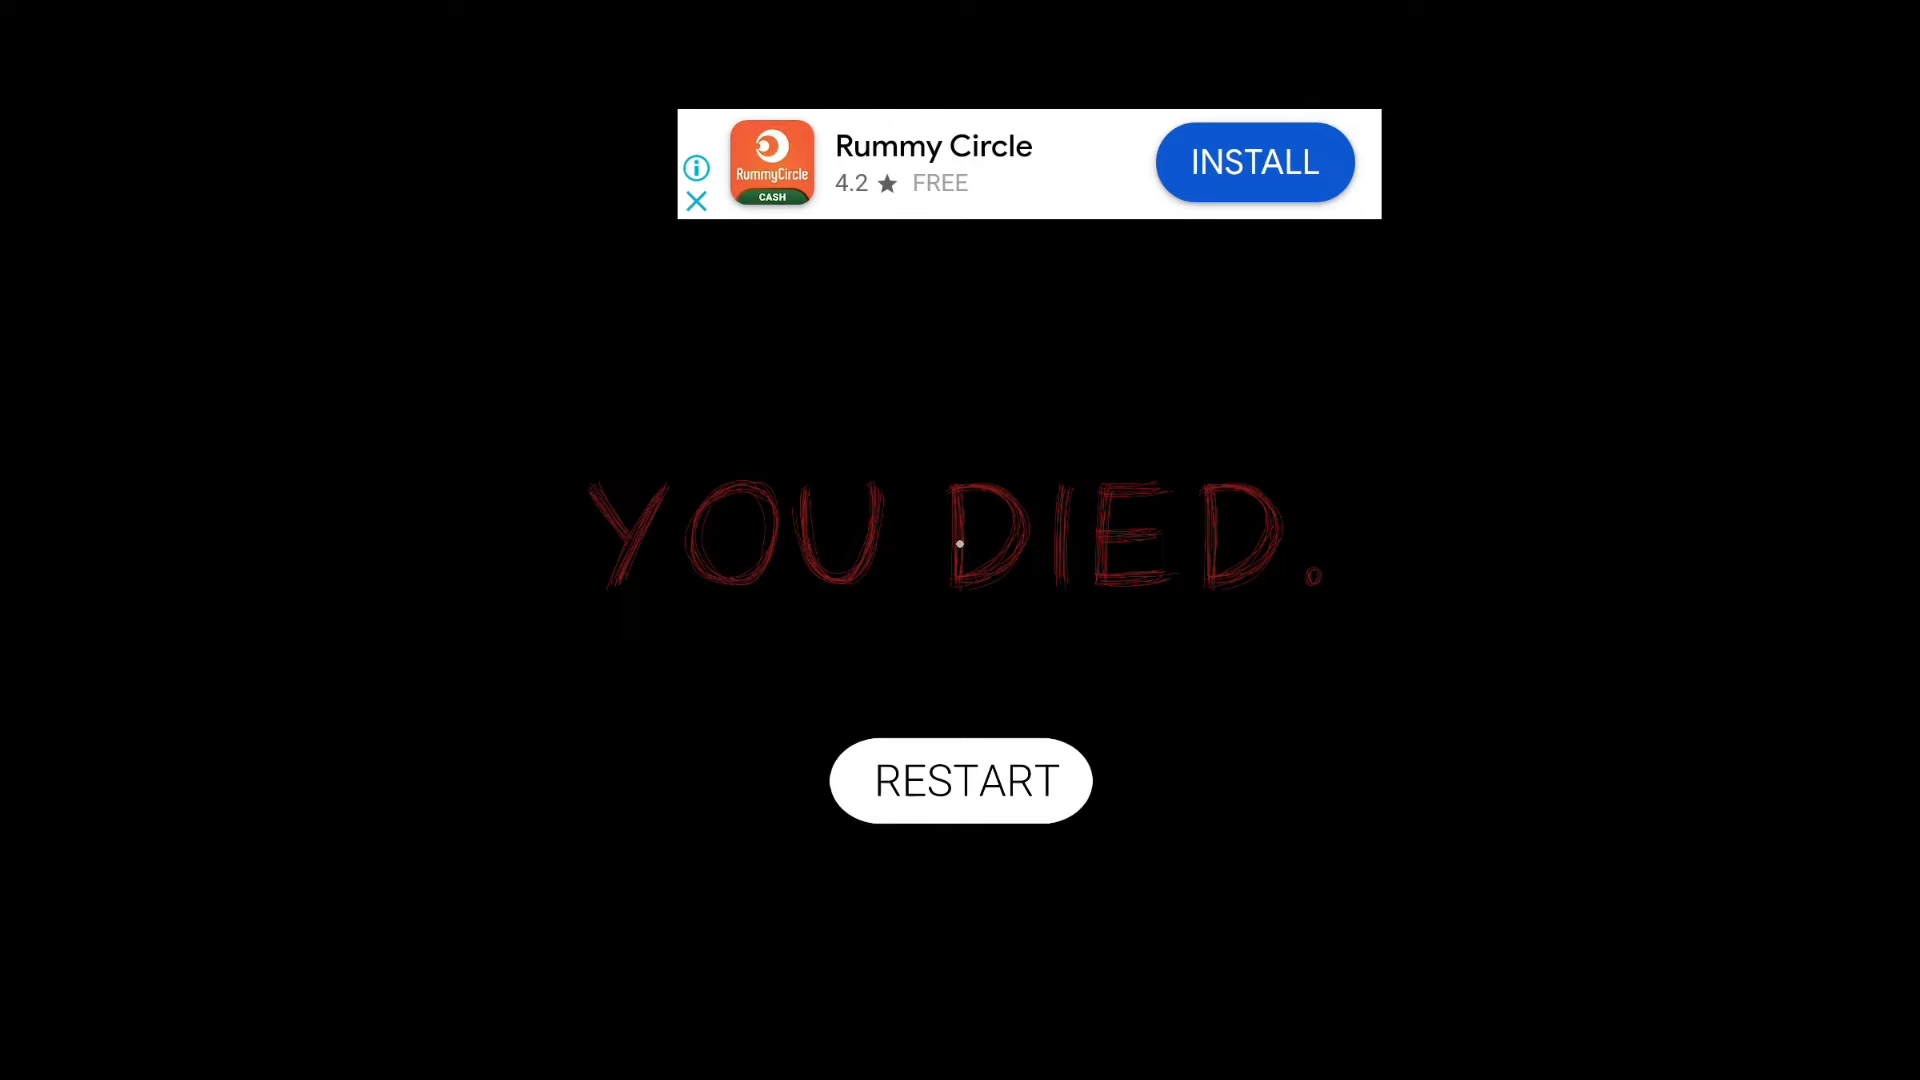 Rummy Circle
RummyCircle
CASH
4.2 ★ FREE
INSTALL
YOU DIED.
RESTART